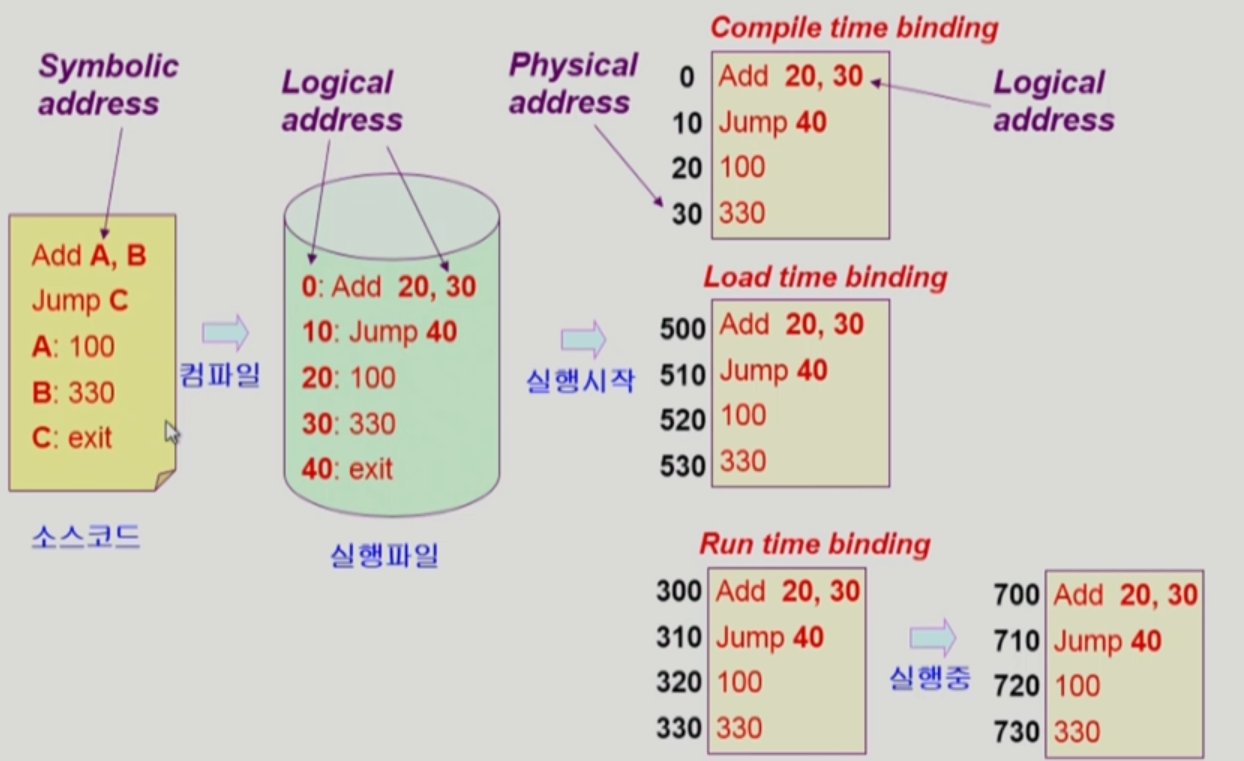 Symbolic
address
Add A, B
Jump C
A: 100
B: 330
C: exit
소스코드
컴파일
Logical
address
0: Add 20, 30
10: Jump 40
20: 100
30: 330
40: exit
실행파일
실행시작
Physical
address
Compile time binding
0 Add 20, 30
10 Jump 40
20 100
30 330
Logical
address
Load time binding
500 Add 20, 30
510 Jump 40
520 100
530 330
Run time binding
300 Add 20, 30
310 Jump 40
320 100
330 330
실행중
700 Add 20, 30
710 Jump 40
720 100
730 330